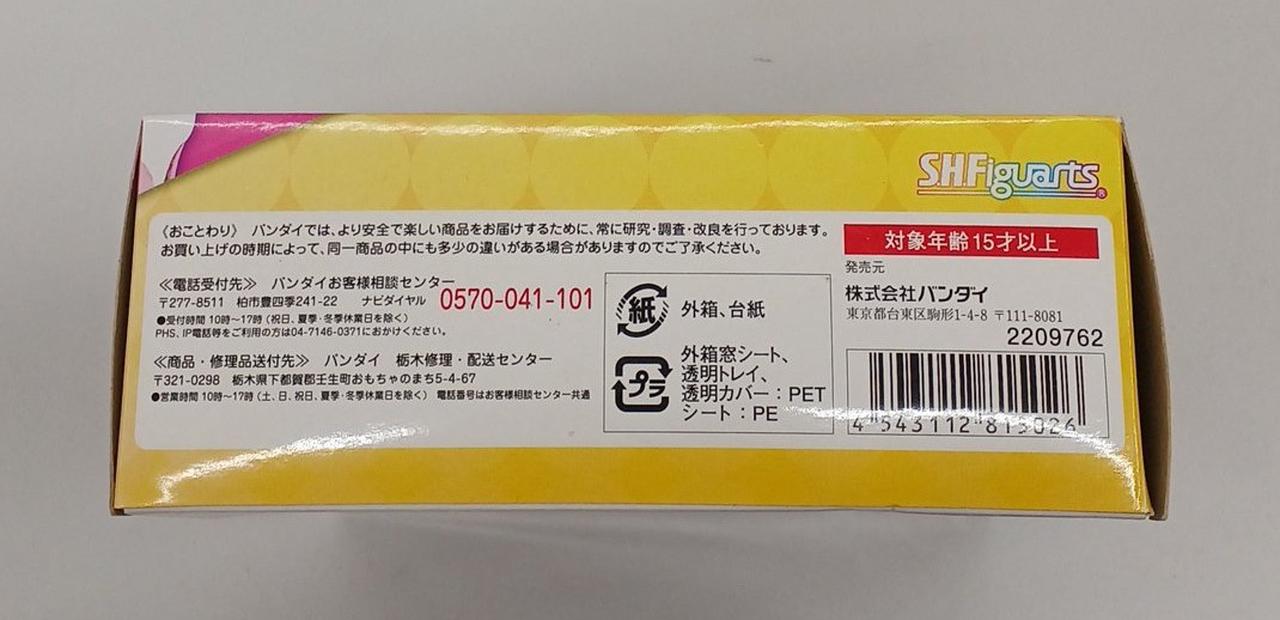 S.H.Figuarts®
《おことわり》 バンダイでは、より安全で楽しい商品をお届けするために、常に研究・調査・改良を行っております。
お買い上げの時期によって、同一商品の中にも多少の違いがある場合がありますのでご了承ください。
≪電話受付先≫ バンダイお客様相談センター
〒277-8511 柏市豊四季241-22 ナビダイヤル 0570-041-101
●受付時間 10時〜17時(祝日、夏季・冬季休業日を除く)
PHS、IP電話等をご利用の方は04-7146-0371におかけください。
≪商品・修理品送付先≫ バンダイ 栃木修理・配送センター
〒321-0298 栃木県下都賀郡壬生町おもちゃのまち5-4-67
●営業時間 10時〜17時(土、日、祝日、夏季・冬季休業日を除く) 電話番号はお客様相談センター共通
紙 外箱、台紙
プラ 外箱窓シート、
透明トレイ、
透明カバー：PET
シート：PE
対象年齢15才以上
発売元
株式会社バンダイ
東京都台東区駒形1-4-8 〒111-8081
2209762
4 543112 815026